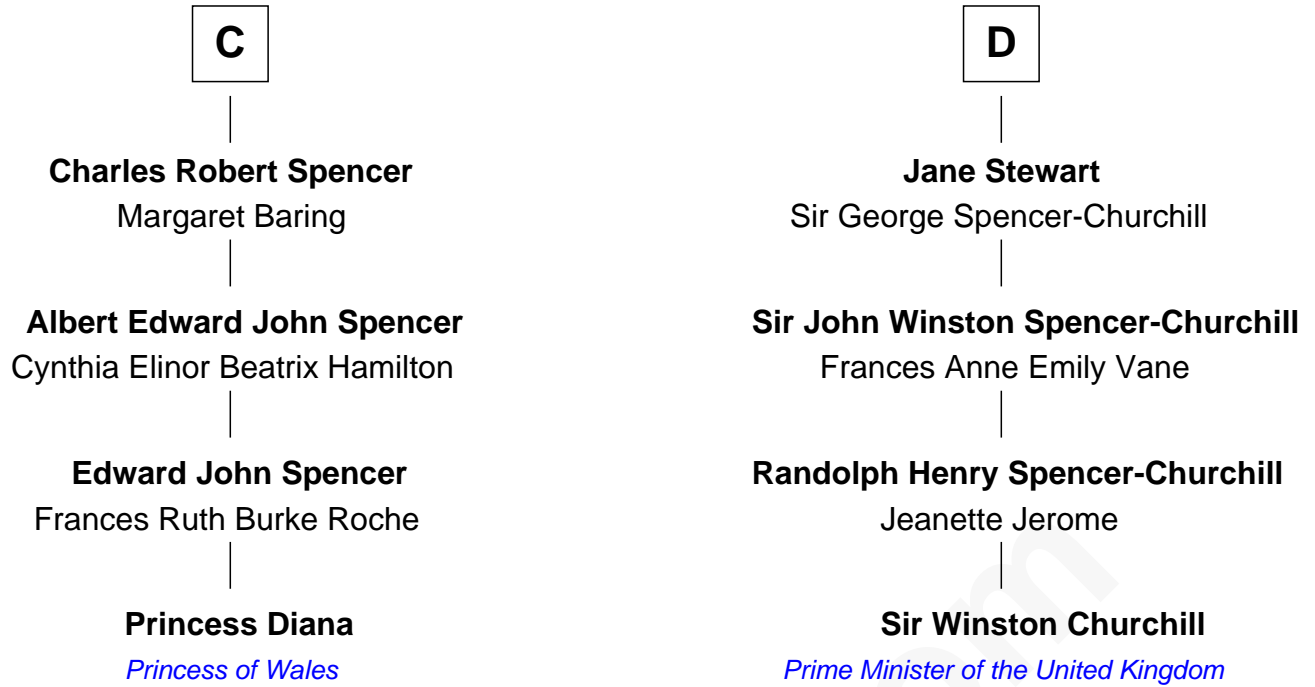 C
Charles Robert Spencer
Margaret Baring
Albert Edward John Spencer
Cynthia Elinor Beatrix Hamilton
Edward John Spencer
Frances Ruth Burke Roche
Princess Diana
Princess of Wales
D
Jane Stewart
Sir George Spencer-Churchill
Sir John Winston Spencer-Churchill
Frances Anne Emily Vane
Randolph Henry Spencer-Churchill
Jeanette Jerome
Sir Winston Churchill
Prime Minister of the United Kingdom